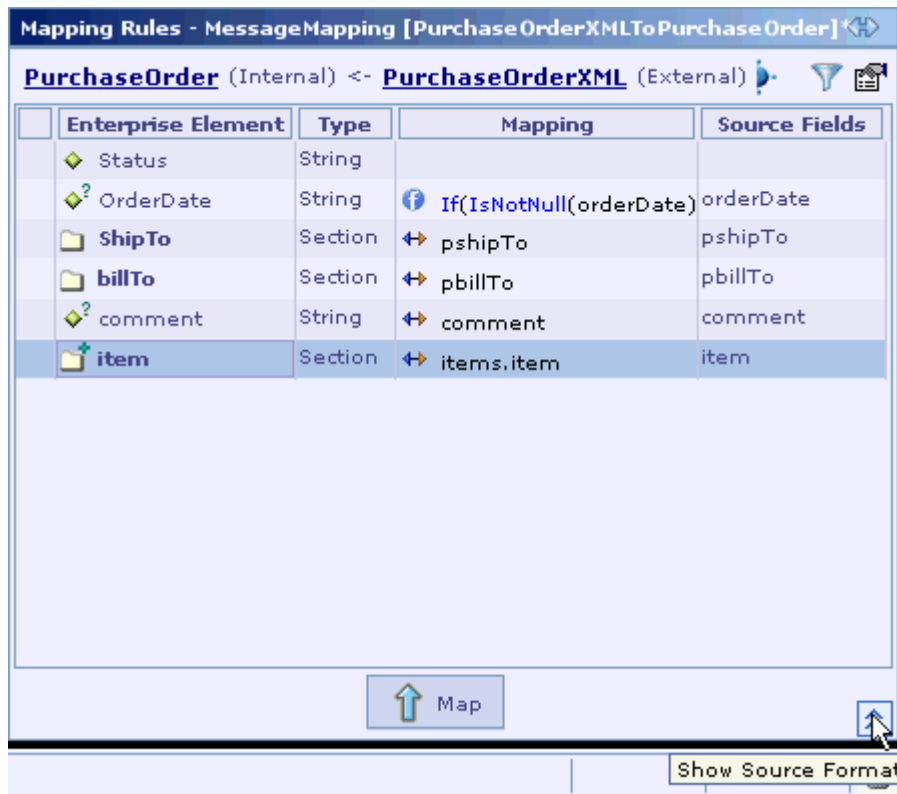 Mapping Rules - MessageMapping [PurchaseOrderXMLToPurchaseOrder]*
PurchaseOrder (Internal) <- PurchaseOrderXML (External)
Enterprise Element Type Mapping Source Fields
Status String
? OrderDate String f If(IsNotNull(orderDate) orderDate
ShipTo Section pshipTo pshipTo
billTo Section pbillTo pbillTo
? comment String comment comment
+ item Section items.item item
Map
Show Source Format